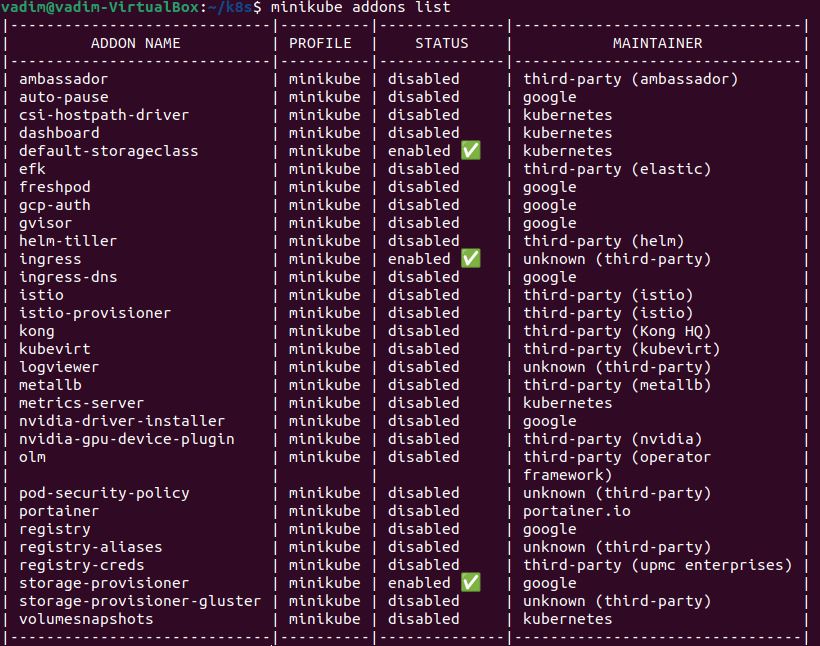 vadim@vadim-VirtualBox:~/k8s$ minikube addons list
|-----------------------------|----------|--------------|--------------------------------|
| ADDON NAME | PROFILE | STATUS | MAINTAINER |
|-----------------------------|----------|--------------|--------------------------------|
| ambassador | minikube | disabled | third-party (ambassador) |
| auto-pause | minikube | disabled | google |
| csi-hostpath-driver | minikube | disabled | kubernetes |
| dashboard | minikube | disabled | kubernetes |
| default-storageclass | minikube | enabled ✅ | kubernetes |
| efk | minikube | disabled | third-party (elastic) |
| freshpod | minikube | disabled | google |
| gcp-auth | minikube | disabled | google |
| gvisor | minikube | disabled | google |
| helm-tiller | minikube | disabled | third-party (helm) |
| ingress | minikube | enabled ✅ | unknown (third-party) |
| ingress-dns | minikube | disabled | google |
| istio | minikube | disabled | third-party (istio) |
| istio-provisioner | minikube | disabled | third-party (istio) |
| kong | minikube | disabled | third-party (Kong HQ) |
| kubevirt | minikube | disabled | third-party (kubevirt) |
| logviewer | minikube | disabled | unknown (third-party) |
| metallb | minikube | disabled | third-party (metallb) |
| metrics-server | minikube | disabled | kubernetes |
| nvidia-driver-installer | minikube | disabled | google |
| nvidia-gpu-device-plugin | minikube | disabled | third-party (nvidia) |
| olm | minikube | disabled | third-party (operator |
| | | | framework) |
| pod-security-policy | minikube | disabled | unknown (third-party) |
| portainer | minikube | disabled | portainer.io |
| registry | minikube | disabled | google |
| registry-aliases | minikube | disabled | unknown (third-party) |
| registry-creds | minikube | disabled | third-party (upmc enterprises) |
| storage-provisioner | minikube | enabled ✅ | google |
| storage-provisioner-gluster | minikube | disabled | unknown (third-party) |
| volumesnapshots | minikube | disabled | kubernetes |
|-----------------------------|----------|--------------|--------------------------------|